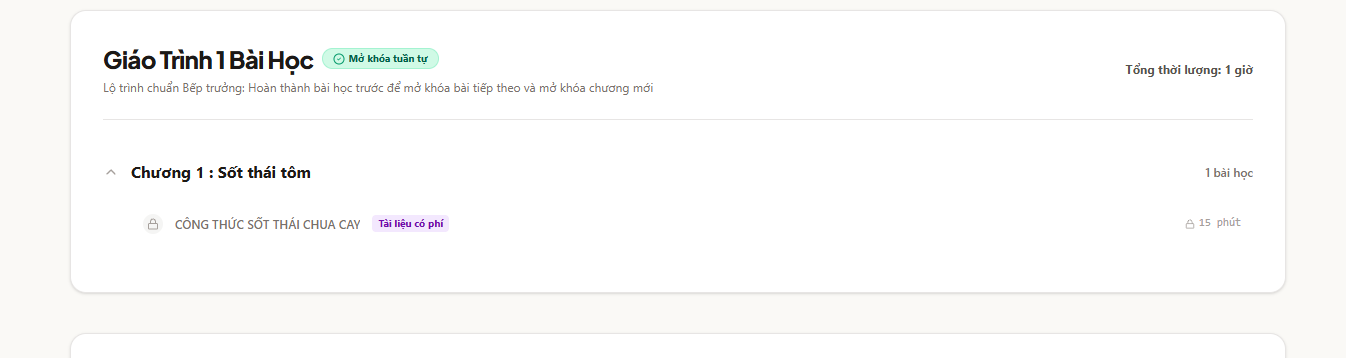 Giáo Trình 1 Bài Học Mở khóa tuần tự
Lộ trình chuẩn Bếp trưởng: Hoàn thành bài học trước để mở khóa bài tiếp theo và mở khóa chương mới
Tổng thời lượng: 1 giờ
Chương 1 : Sốt thái tôm
1 bài học
CÔNG THỨC SỐT THÁI CHUA CAY Tài liệu có phí
15 phút